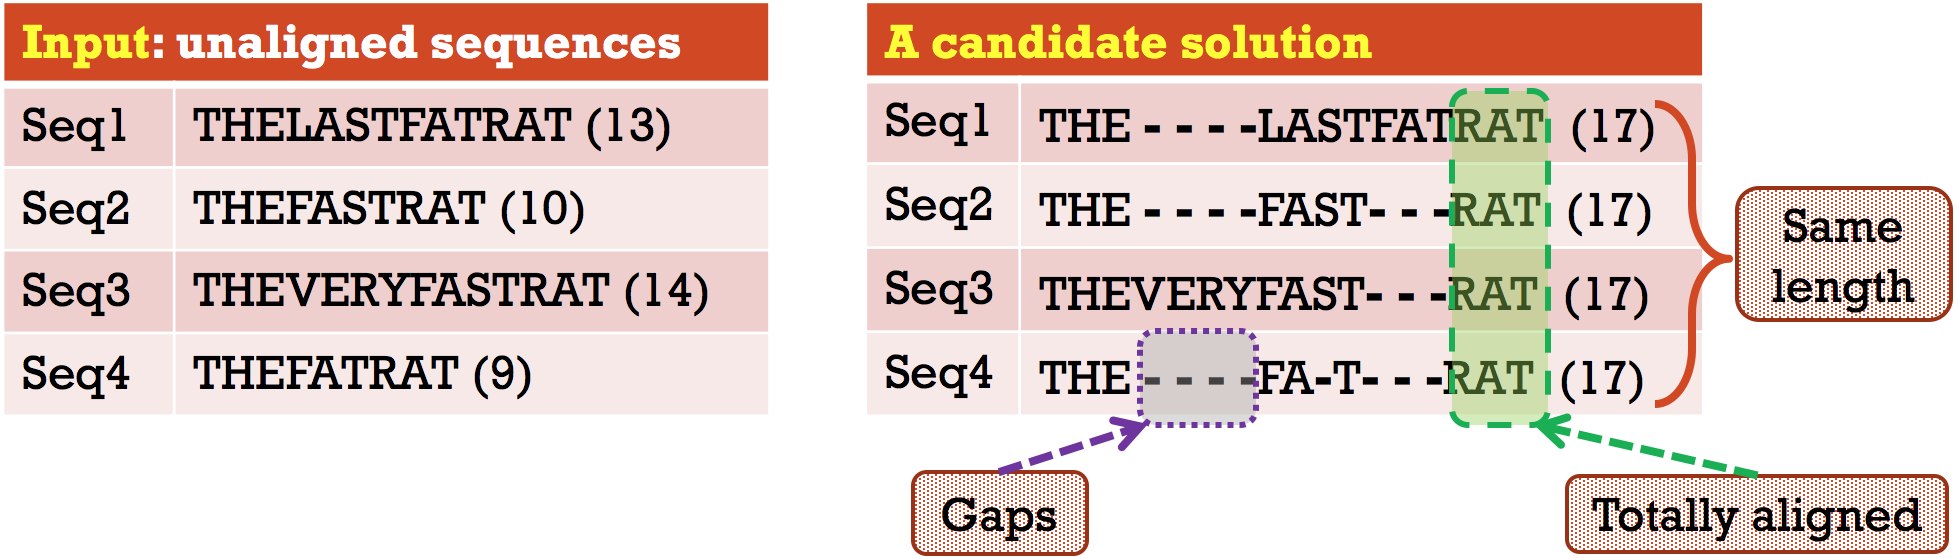 Input: unaligned sequences
Seq1 THELASTFATRAT (13)
Seq2 THEFASTRAT (10)
Seq3 THEVERYFASTRAT (14)
Seq4 THEFATRAT (9)
A candidate solution
Seq1 THE - - - -LASTFATRAT (17)
Seq2 THE - - - -FAST- - -RAT (17)
Seq3 THEVERYFAST- - -RAT (17)
Seq4 THE - - - -FA-T- - -RAT (17)
Same
length
Gaps
Totally aligned